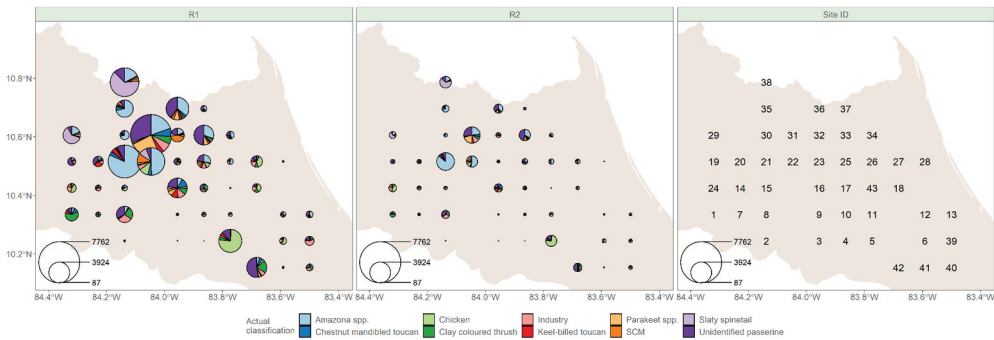 R1 R2 Site ID
10.8°N
10.6°N
10.4°N
10.2°N
38
35 36 37
29 30 31 32 33 34
19 20 21 22 23 25 26 27 28
24 14 15 16 17 43 18
1 7 8 9 10 11 12 13
2 3 4 5 6 39
42 41 40
7762 7762 7762
3924 3924 3924
87 87 87
84.4°W 84.2°W 84.0°W 83.8°W 83.6°W 83.4°W 84.4°W 84.2°W 84.0°W 83.8°W 83.6°W 83.4°W 84.4°W 84.2°W 84.0°W 83.8°W 83.6°W 83.4°W
Actual classification
Amazona spp. Chicken Industry Parakeet spp. Slaty spinetail
Chestnut mandibled toucan Clay coloured thrush Keel-billed toucan SCM Unidentified passerine